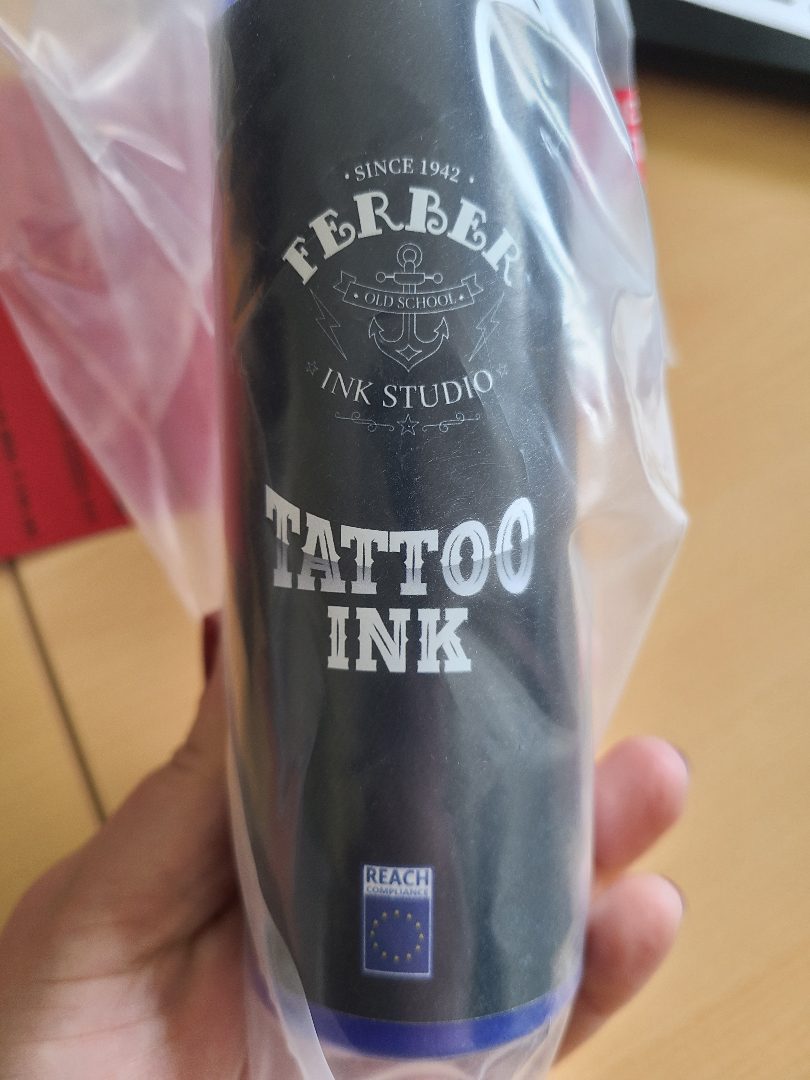 · SINCE 1942 ·
FERBER
· OLD SCHOOL ·
INK STUDIO
TATTOO
INK
REACH
COMPLIANCE